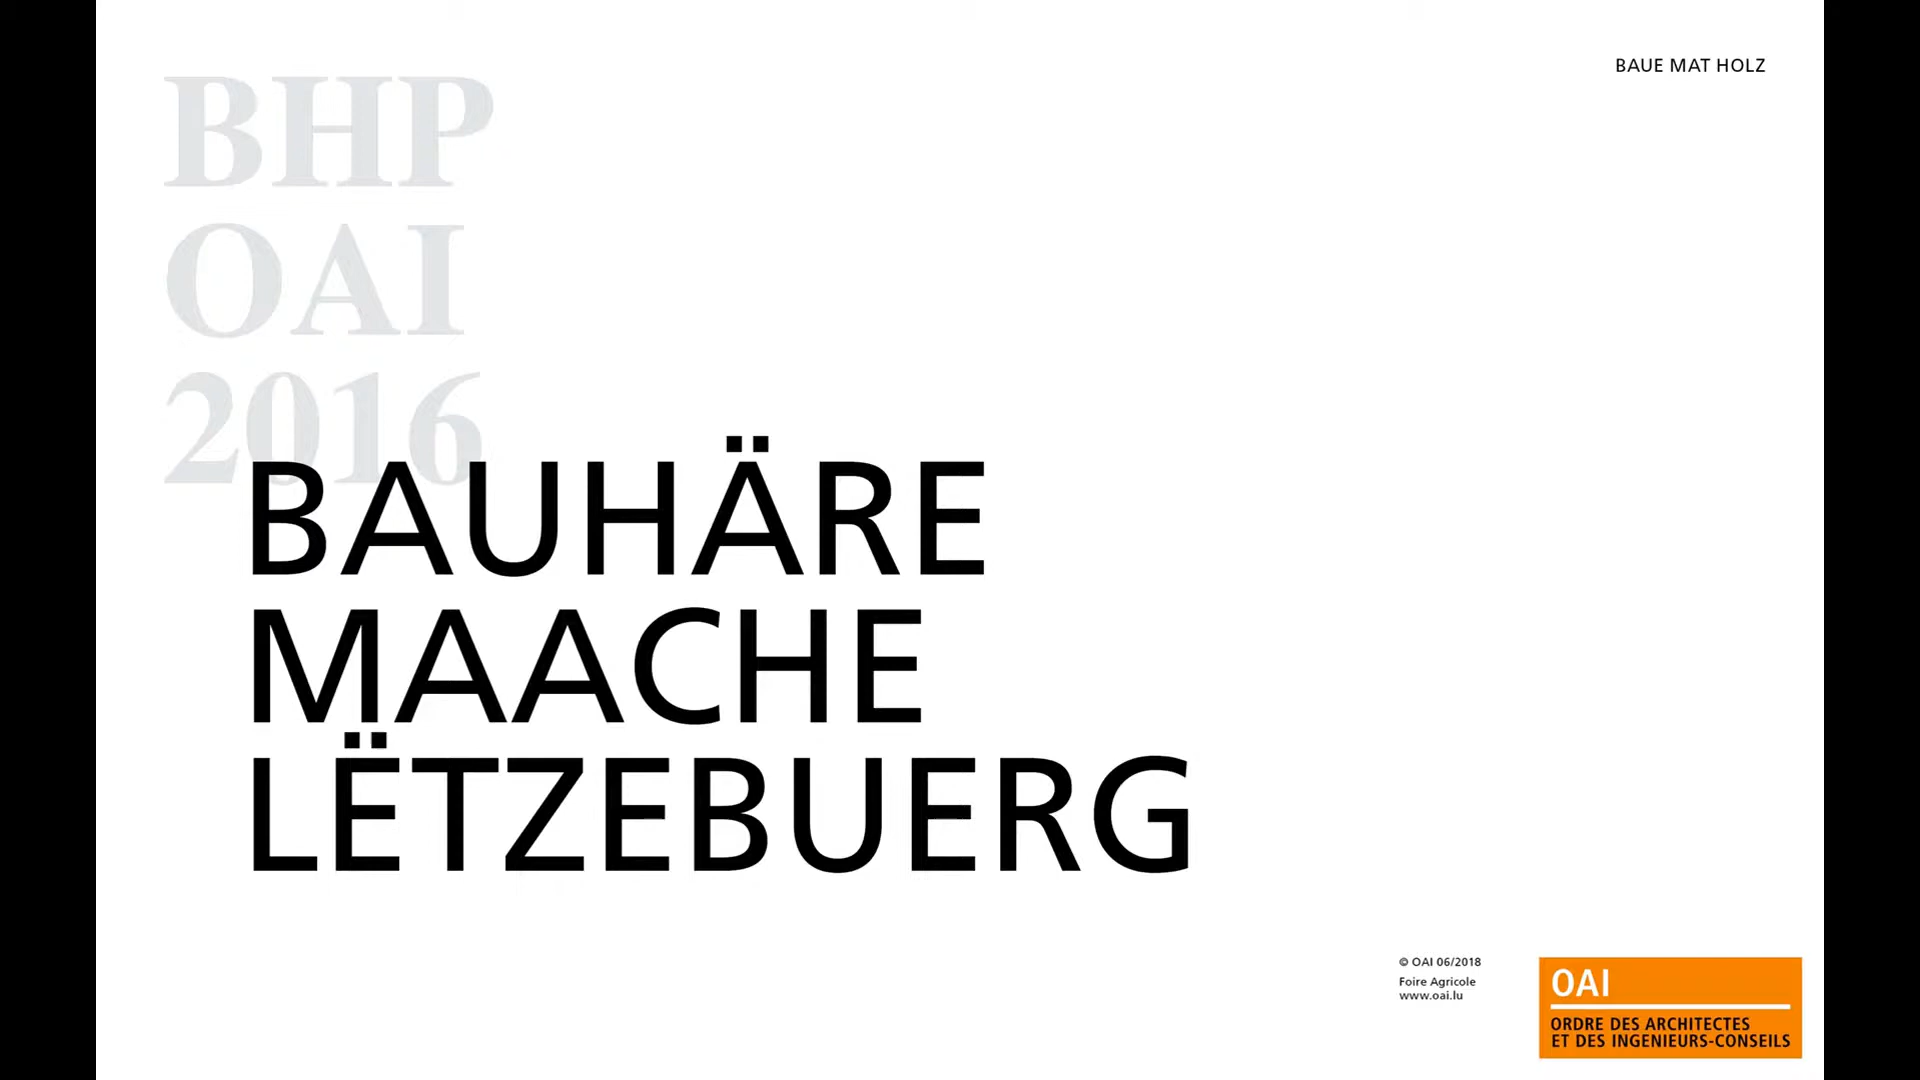 BHP
OAI
2016
BAUE MAT HOLZ
BAUHÄRE
MAACHE
LËTZEBUERG
© OAI 06/2018
Foire Agricole
www.oai.lu
OAI
ORDRE DES ARCHITECTES
ET DES INGENIEURS-CONSEILS